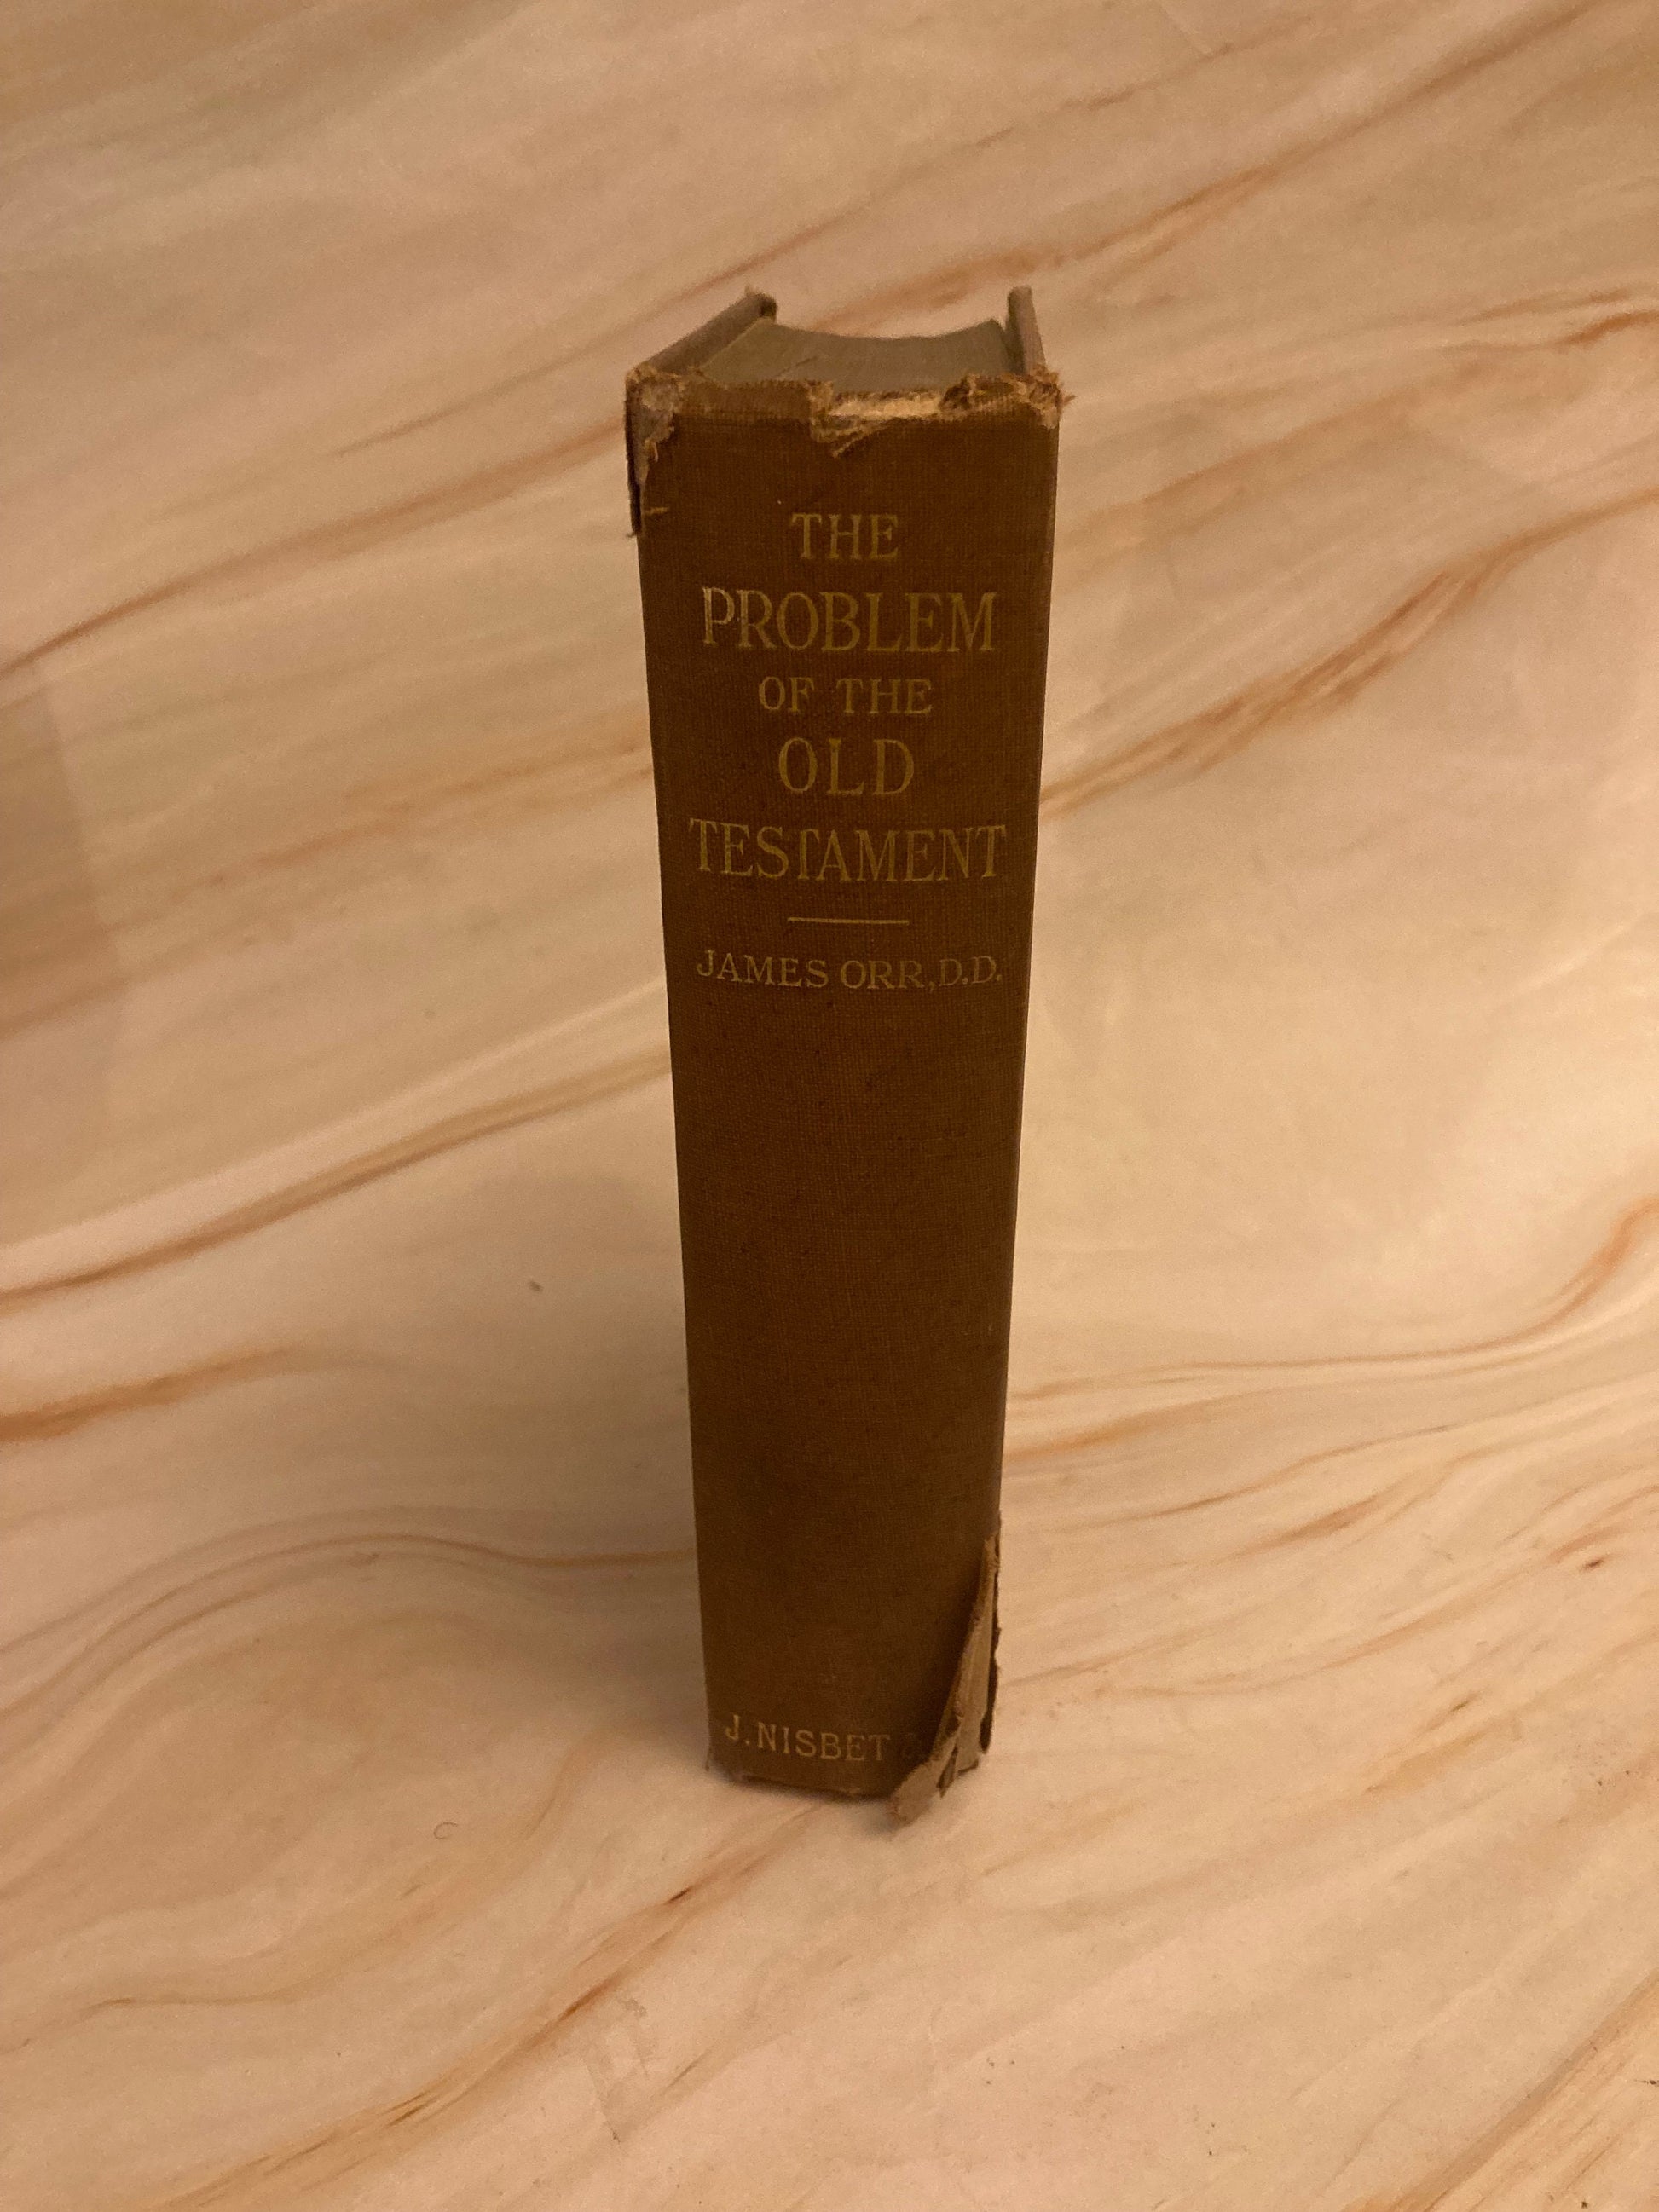 THE
PROBLEM
OF THE
OLD
TESTAMENT
JAMES ORR, D.D.
J. NISBET